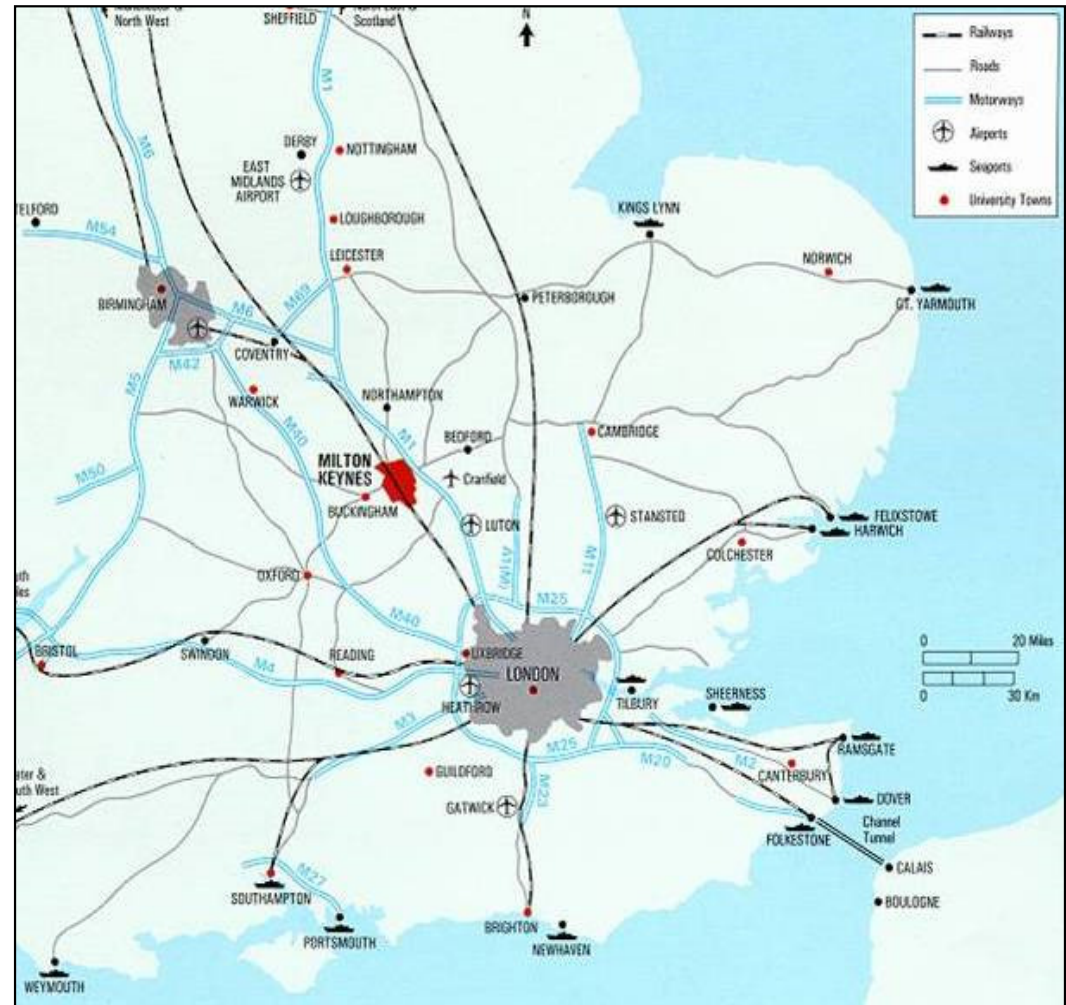 North West
SHEFFIELD
Scotland
N
Railways
Roads
Motorways
Airports
Seaports
University Towns
M1
M6
DERBY
NOTTINGHAM
EAST
MIDLANDS
AIRPORT
TELFORD
M54
LOUGHBOROUGH
LEICESTER
KINGS LYNN
NORWICH
GT. YARMOUTH
BIRMINGHAM
M69
M6
PETERBOROUGH
COVENTRY
M42
M5
WARWICK
NORTHAMPTON
M40
M1
BEDFORD
CAMBRIDGE
MILTON
KEYNES
Cranfield
M50
BUCKINGHAM
LUTON
STANSTED
FELIXSTOWE
HARWICH
COLCHESTER
A1(M)
M11
OXFORD
M25
M40
BRISTOL
SWINDON
READING
UXBRIDGE
M4
LONDON
HEATHROW
TILBURY
SHEERNESS
0 20 Miles
0 30 Km
M3
M25
M20
M2
RAMSGATE
CANTERBURY
GUILDFORD
M23
GATWICK
DOVER
FOLKESTONE
Channel
Tunnel
CALAIS
BOULOGNE
uth West
M27
SOUTHAMPTON
PORTSMOUTH
BRIGHTON
NEWHAVEN
WEYMOUTH